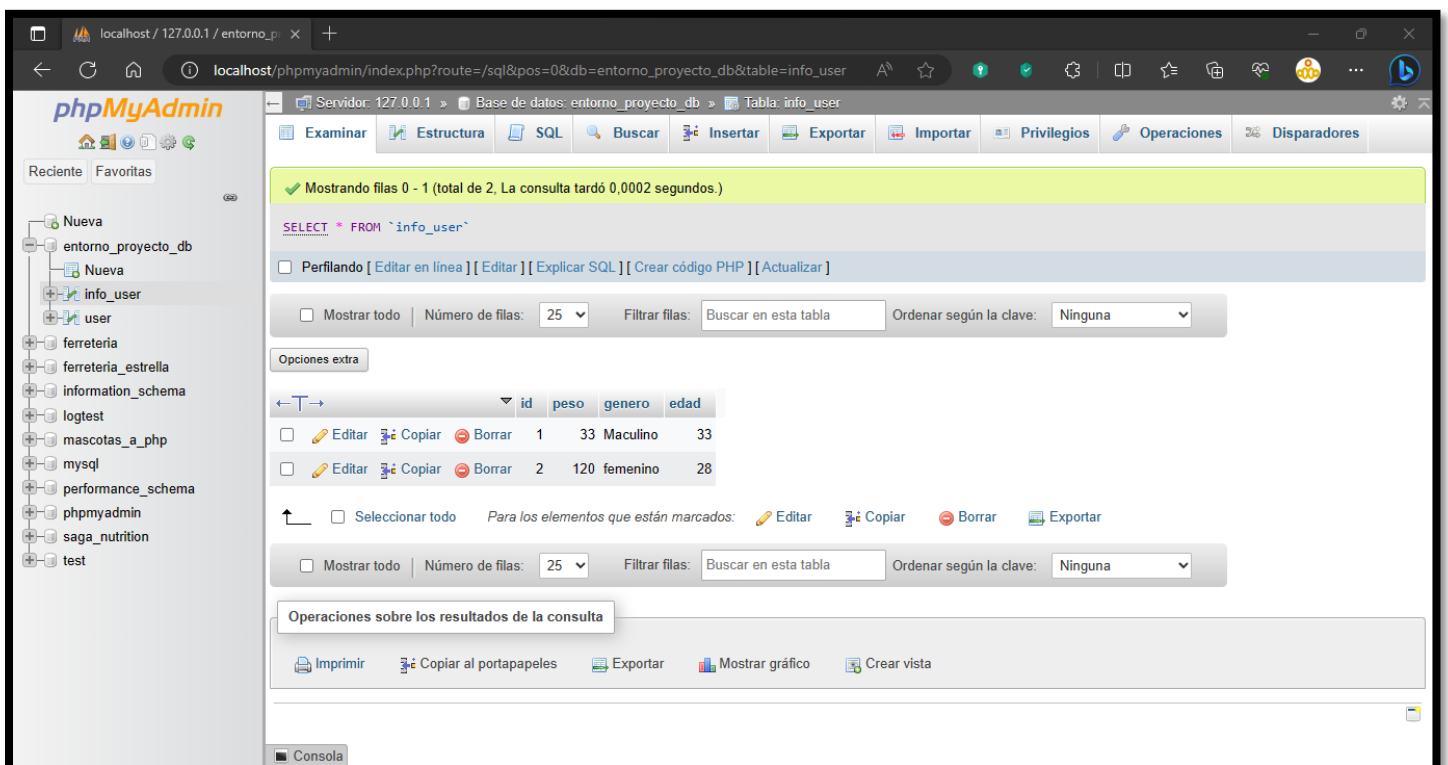 localhost / 127.0.0.1 / entorno_p
localhost/phpmyadmin/index.php?route=/sql&pos=0&db=entorno_proyecto_db&table=info_user
phpMyAdmin
Reciente Favoritas
Nueva
entorno_proyecto_db
Nueva
info_user
user
ferreteria
ferreteria_estrella
information_schema
logtest
mascotas_a_php
mysql
performance_schema
phpmyadmin
saga_nutrition
test
Servidor: 127.0.0.1 » Base de datos: entorno_proyecto_db » Tabla: info_user
Examinar Estructura SQL Buscar Insertar Exportar Importar Privilegios Operaciones Disparadores
Mostrando filas 0 - 1 (total de 2, La consulta tardó 0,0002 segundos.)
SELECT * FROM `info_user`
Perfilando [ Editar en línea ] [ Editar ] [ Explicar SQL ] [ Crear código PHP ] [ Actualizar ]
Mostrar todo | Número de filas: 25 Filtrar filas: Buscar en esta tabla Ordenar según la clave: Ninguna
Opciones extra
←T→ id peso genero edad
Editar Copiar Borrar 1 33 Maculino 33
Editar Copiar Borrar 2 120 femenino 28
Seleccionar todo Para los elementos que están marcados: Editar Copiar Borrar Exportar
Mostrar todo | Número de filas: 25 Filtrar filas: Buscar en esta tabla Ordenar según la clave: Ninguna
Operaciones sobre los resultados de la consulta
Imprimir Copiar al portapapeles Exportar Mostrar gráfico Crear vista
Consola